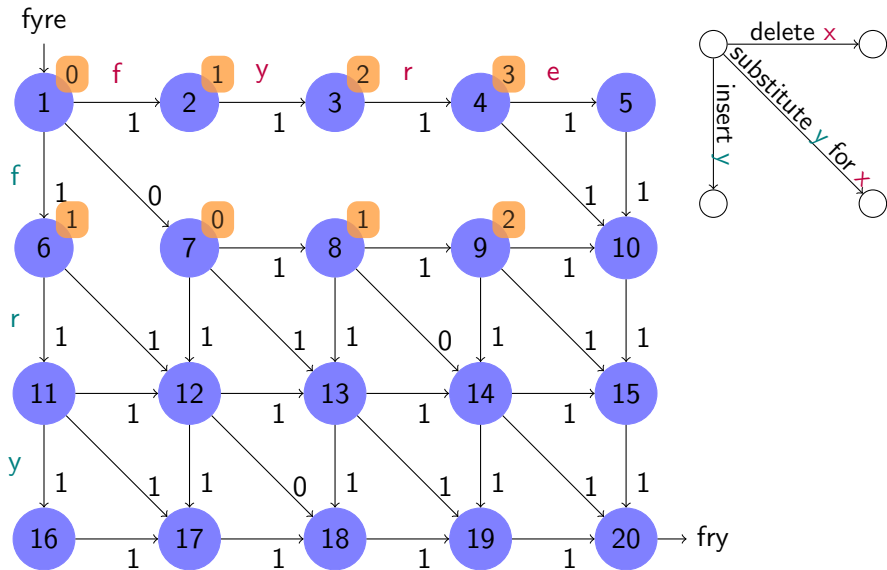 fyre
0 f 1 y 2 r 3 e
1 2 3 4 5
1 1 1 1
delete x
substitute y for x
insert y
f 1 0 1 1
1 0 1 2
6 7 8 9 10
1 1 1
r 1 1 1 1 1 0 1 1 1
11 12 13 14 15
1 1 1 1
y 1 1 1 0 1 1 1 1 1
16 17 18 19 20 fry
1 1 1 1